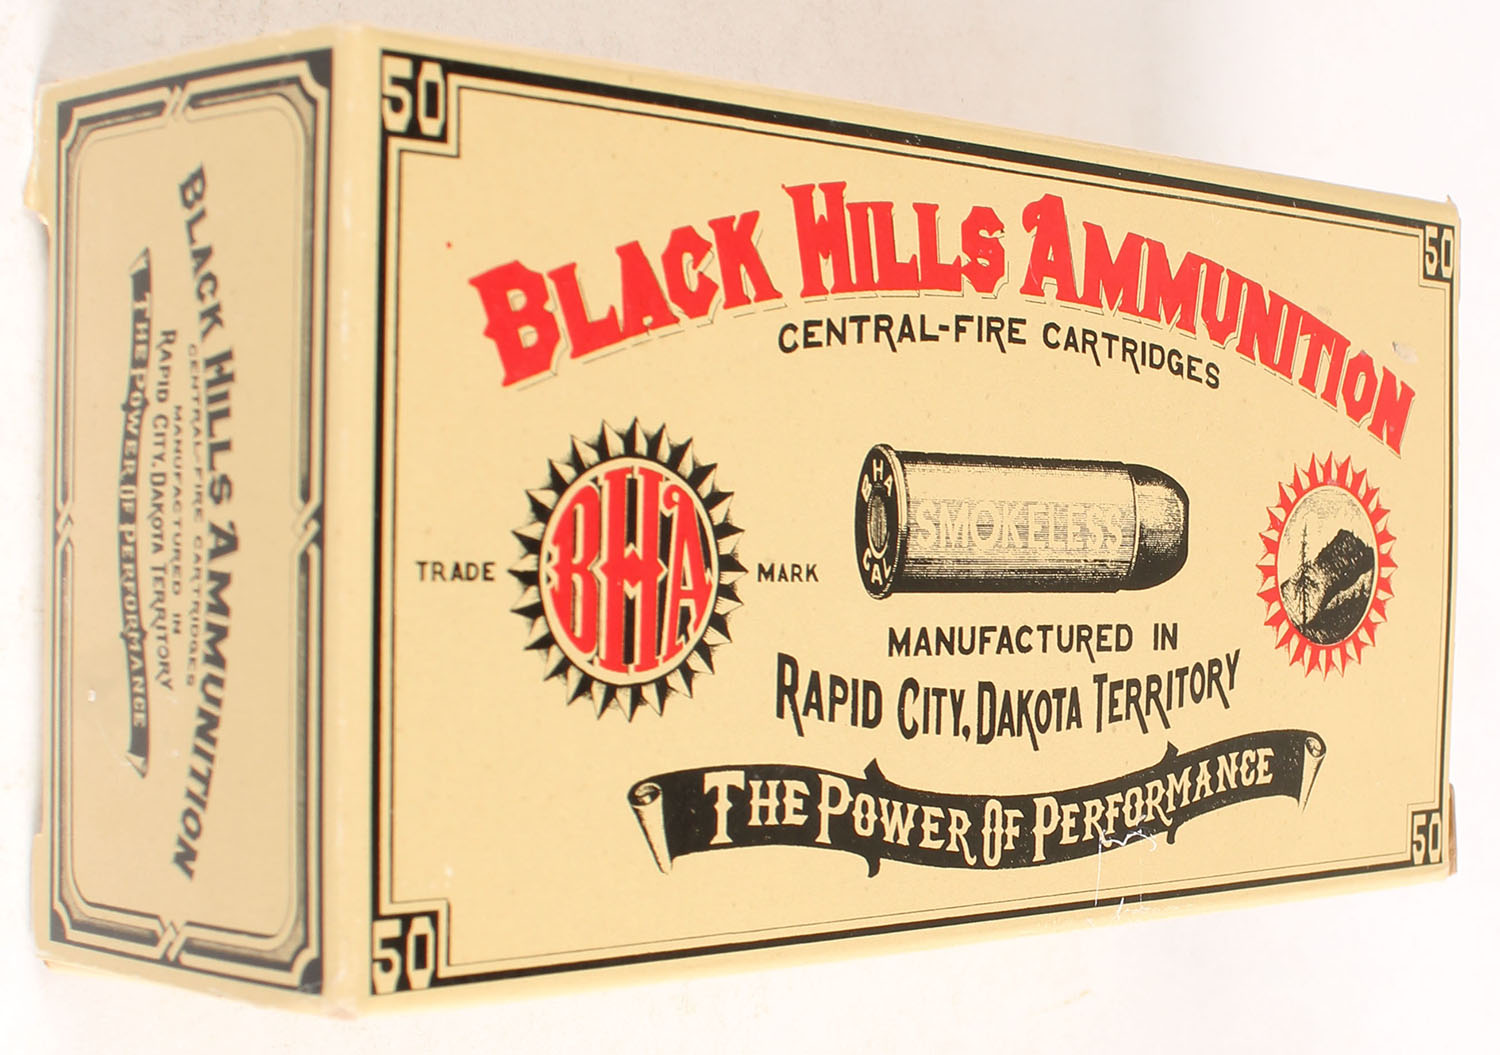 50
50
BLACK HILLS AMMUNITION
CENTRAL-FIRE CARTRIDGES
BHA
TRADE MARK
BHA
CAL
SMOKELESS
MANUFACTURED IN
RAPID CITY, DAKOTA TERRITORY
THE POWER OF PERFORMANCE
50
50
BLACK HILLS AMMUNITION
CENTRAL-FIRE CARTRIDGES
MANUFACTURED IN
RAPID CITY, DAKOTA TERRITORY
THE POWER OF PERFORMANCE